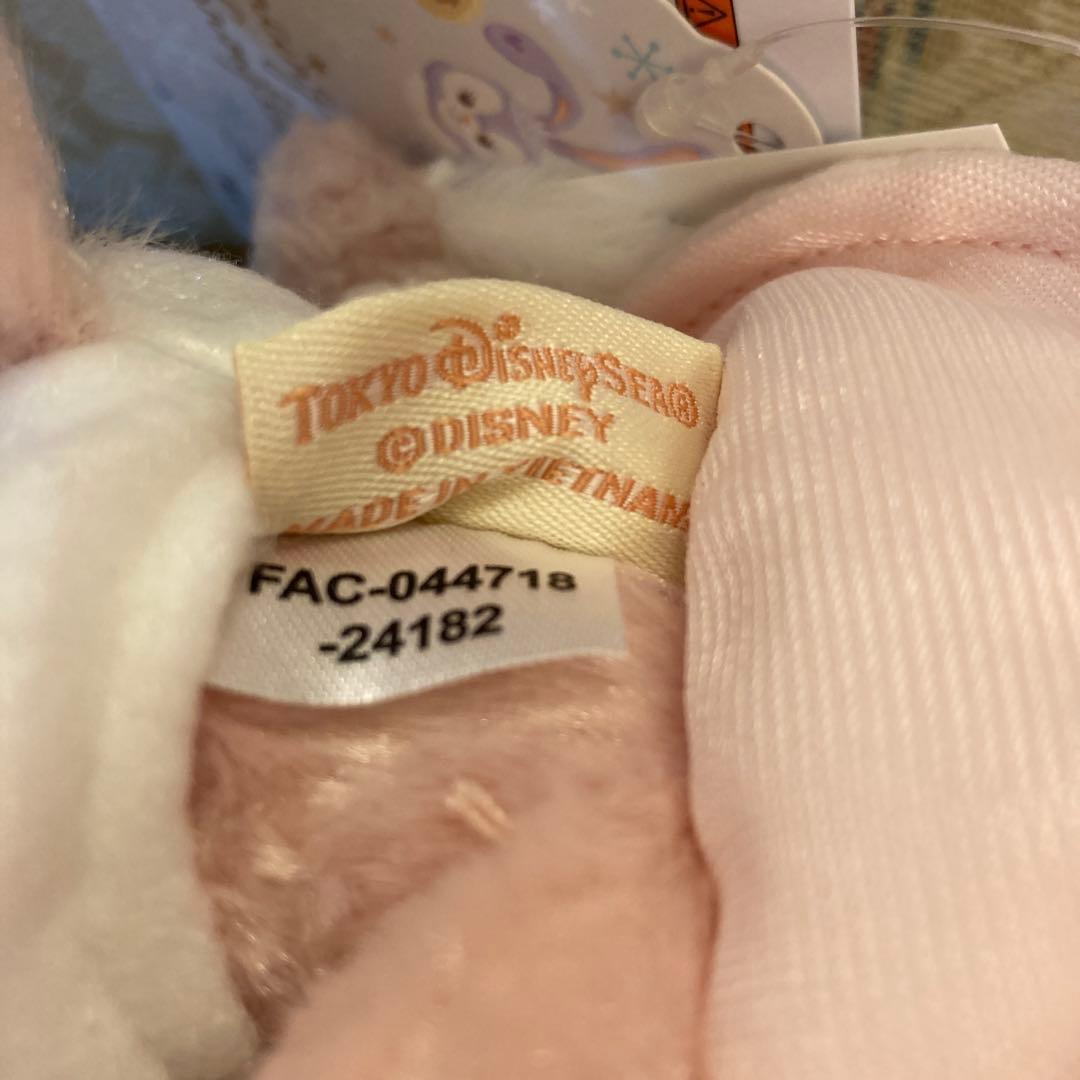 TOKYO DISNEYSEA®
©DISNEY
MADE IN VIETNAM
FAC-044718
-24182